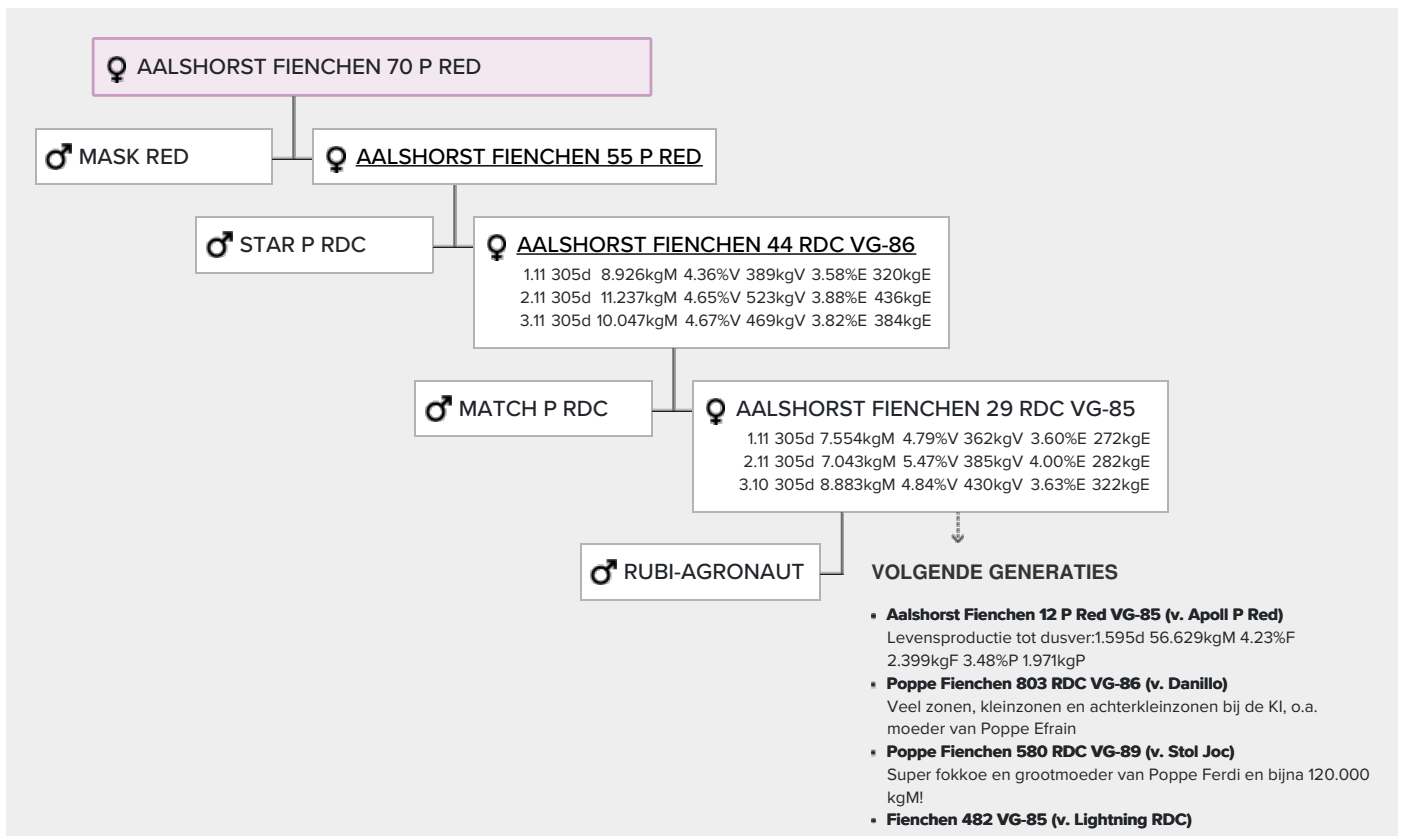 AALSHORST FIENCHEN 70 P RED
MASK RED
AALSHORST FIENCHEN 55 P RED
STAR P RDC
AALSHORST FIENCHEN 44 RDC VG-86
1.11 305d 8.926kgM 4.36%V 389kgV 3.58%E 320kgE
2.11 305d 11.237kgM 4.65%V 523kgV 3.88%E 436kgE
3.11 305d 10.047kgM 4.67%V 469kgV 3.82%E 384kgE
MATCH P RDC
AALSHORST FIENCHEN 29 RDC VG-85
1.11 305d 7.554kgM 4.79%V 362kgV 3.60%E 272kgE
2.11 305d 7.043kgM 5.47%V 385kgV 4.00%E 282kgE
3.10 305d 8.883kgM 4.84%V 430kgV 3.63%E 322kgE
RUBI-AGRONAUT
VOLGENDE GENERATIES
Aalshorst Fienchen 12 P Red VG-85 (v. Apoll P Red)
Levensproductie tot dusver:1.595d 56.629kgM 4.23%F
2.399kgF 3.48%P 1.971kgP
Poppe Fienchen 803 RDC VG-86 (v. Danillo)
Veel zonen, kleinzonen en achterkleinzonen bij de KI, o.a.
moeder van Poppe Efrain
Poppe Fienchen 580 RDC VG-89 (v. Stol Joc)
Super fokkoe en grootmoeder van Poppe Ferdi en bijna 120.000
kgM!
Fienchen 482 VG-85 (v. Lightning RDC)